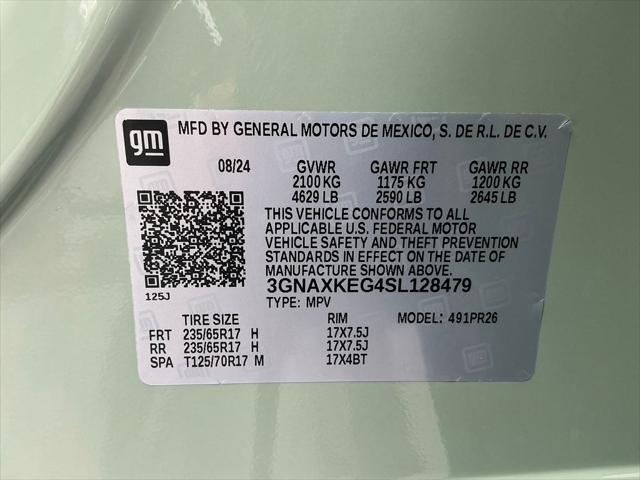 gm
MFD BY GENERAL MOTORS DE MEXICO, S. DE R.L. DE C.V.
08/24 GVWR GAWR FRT GAWR RR
2100 KG 1175 KG 1200 KG
4629 LB 2590 LB 2645 LB
THIS VEHICLE CONFORMS TO ALL
APPLICABLE U.S. FEDERAL MOTOR
VEHICLE SAFETY AND THEFT PREVENTION
STANDARDS IN EFFECT ON THE DATE OF
MANUFACTURE SHOWN ABOVE.
125J
3GNAXKEG4SL128479
TYPE: MPV
TIRE SIZE RIM MODEL: 491PR26
FRT 235/65R17 H 17X7.5J
RR 235/65R17 H 17X7.5J
SPA T125/70R17 M 17X4BT